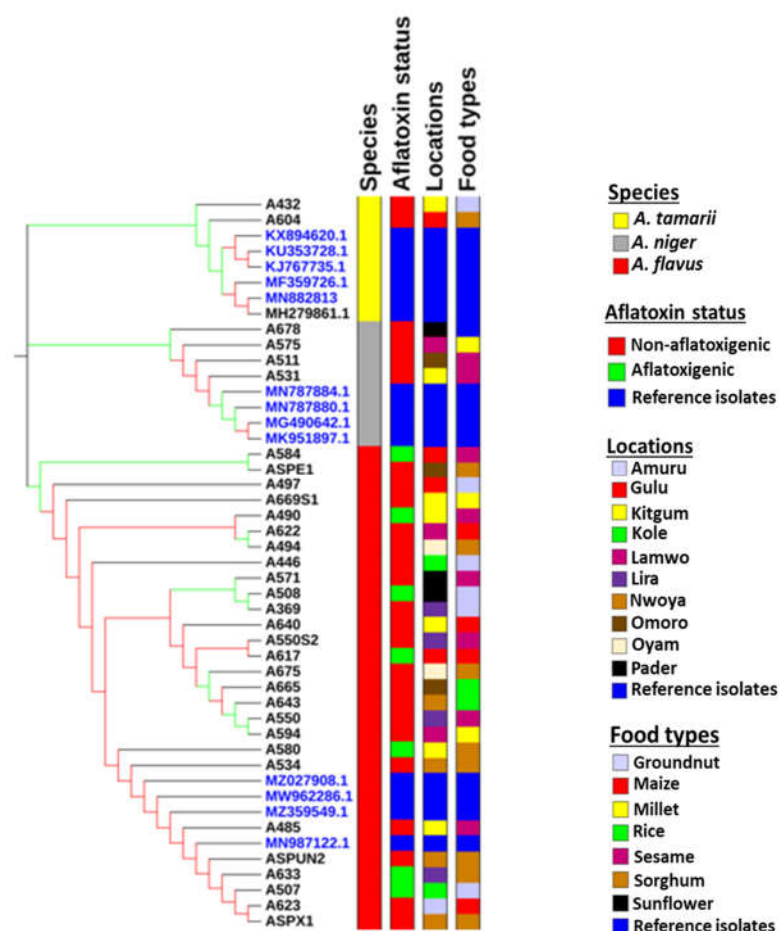 Species
Aflatoxin status
Locations
Food types
A432
A604
KX894620.1
KU353728.1
KJ767735.1
MF359726.1
MN882813
MH279861.1
A678
A575
A511
A531
MN787884.1
MN787880.1
MG490642.1
MK951897.1
A584
ASPE1
A497
A669S1
A490
A622
A494
A446
A571
A508
A369
A640
A550S2
A617
A675
A665
A643
A550
A594
A580
A534
MZ027908.1
MW962286.1
MZ359549.1
A485
MN987122.1
ASPUN2
A633
A507
A623
ASPX1
Species
A. tamarii
A. niger
A. flavus
Aflatoxin status
Non-aflatoxigenic
Aflatoxigenic
Reference isolates
Locations
Amuru
Gulu
Kitgum
Kole
Lamwo
Lira
Nwoya
Omoro
Oyam
Pader
Reference isolates
Food types
Groundnut
Maize
Millet
Rice
Sesame
Sorghum
Sunflower
Reference isolates